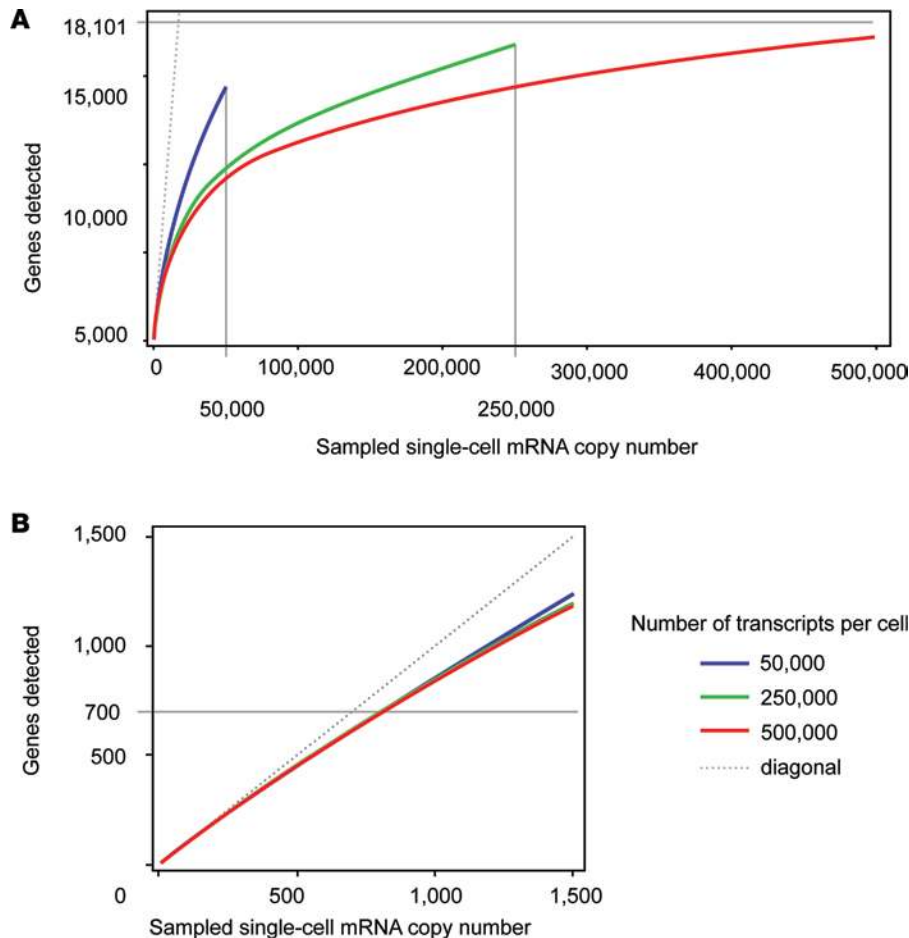 A
18,101
15,000
10,000
5,000
Genes detected
0
100,000
200,000
300,000
400,000
500,000
50,000
250,000
Sampled single-cell mRNA copy number
B
1,500
1,000
700
500
0
Genes detected
500
1,000
1,500
Sampled single-cell mRNA copy number
Number of transcripts per cell
50,000
250,000
500,000
diagonal